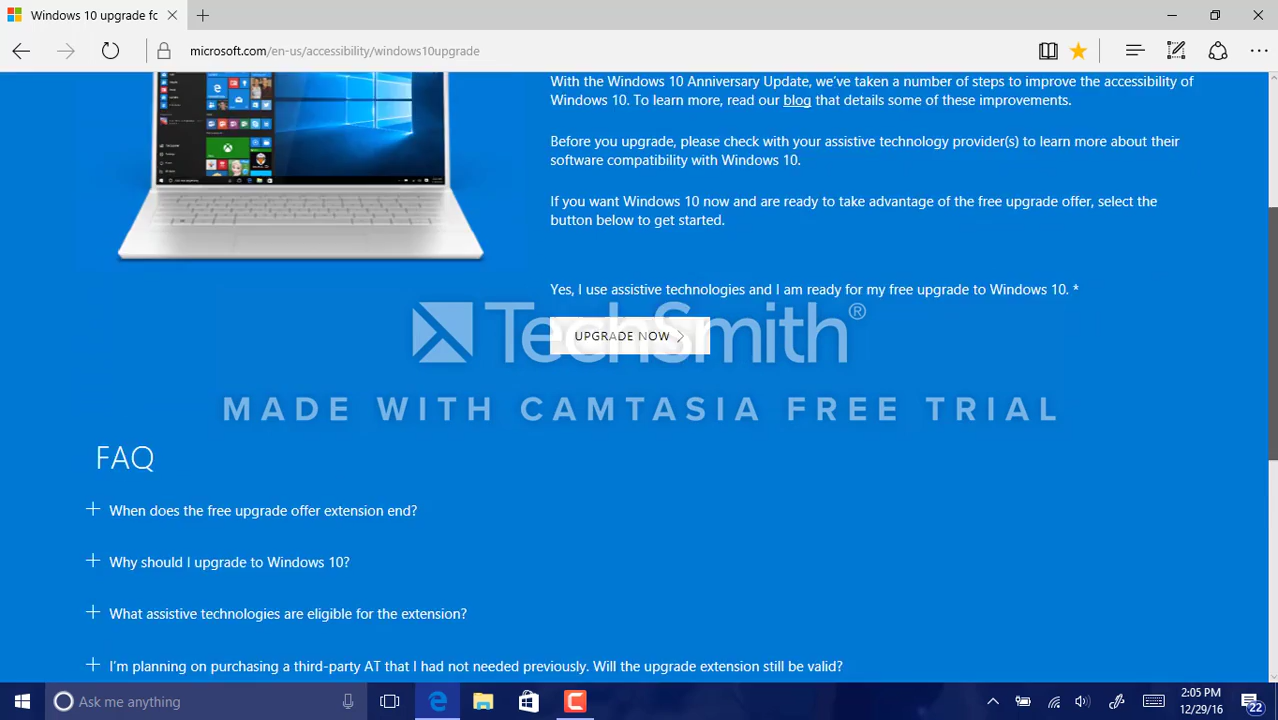 Windows 10 upgrade fo
microsoft.com/en-us/accessibility/windows10upgrade
With the Windows 10 Anniversary Update, we've taken a number of steps to improve the accessibility of
Windows 10. To learn more, read our blog that details some of these improvements.
Before you upgrade, please check with your assistive technology provider(s) to learn more about their
software compatibility with Windows 10.
If you want Windows 10 now and are ready to take advantage of the free upgrade offer, select the
button below to get started.
Yes, I use assistive technologies and I am ready for my free upgrade to Windows 10. *
UPGRADE NOW
TechSmith®
MADE WITH CAMTASIA FREE TRIAL
FAQ
When does the free upgrade offer extension end?
Why should I upgrade to Windows 10?
What assistive technologies are eligible for the extension?
I'm planning on purchasing a third-party AT that I had not needed previously. Will the upgrade extension still be valid?
Ask me anything
2:05 PM
12/29/16
22